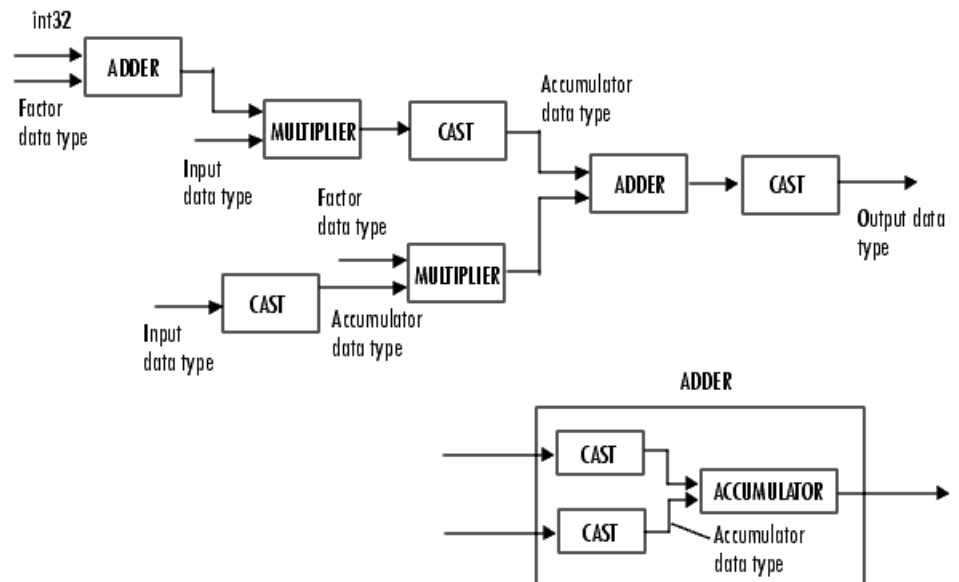 int32
ADDER
Factor
data type
MULTIPLIER
Input
data type
CAST
Accumulator
data type
ADDER
CAST
Output data
type
Factor
data type
MULTIPLIER
Input
data type
CAST
Accumulator
data type
ADDER
CAST
CAST
ACCUMULATOR
Accumulator
data type